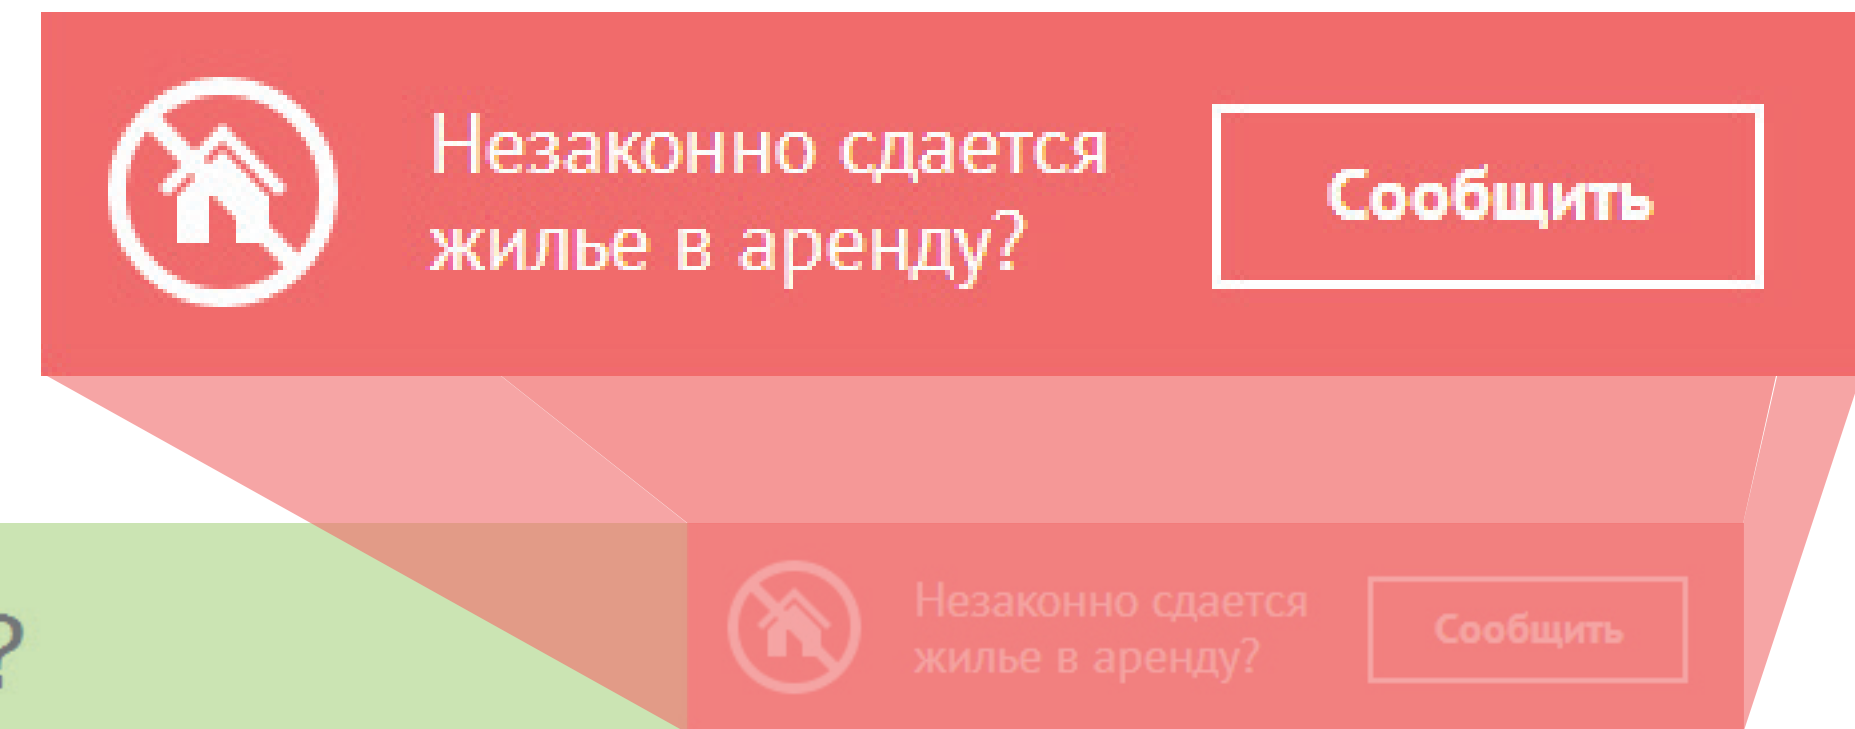 Незаконно сдается
жилье в аренду?
Сообщить
?
Незаконно сдается
жилье в аренду?
Сообщить